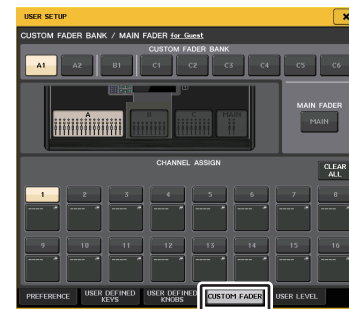 USER SETUP
CUSTOM FADER BANK / MAIN FADER for Guest
CUSTOM FADER BANK
A1 A2 B1 C1 C2 C3 C4 C5 C6
A B C MAIN
MAIN FADER
MAIN
CHANNEL ASSIGN
CLEAR ALL
1 2 3 4 5 6 7 8
---- ---- ---- ---- ---- ---- ---- ----
9 10 11 12 13 14 15 16
---- ---- ---- ---- ---- ---- ---- ----
PREFERENCE USER DEFINED KEYS USER DEFINED KNOBS CUSTOM FADER USER LEVEL